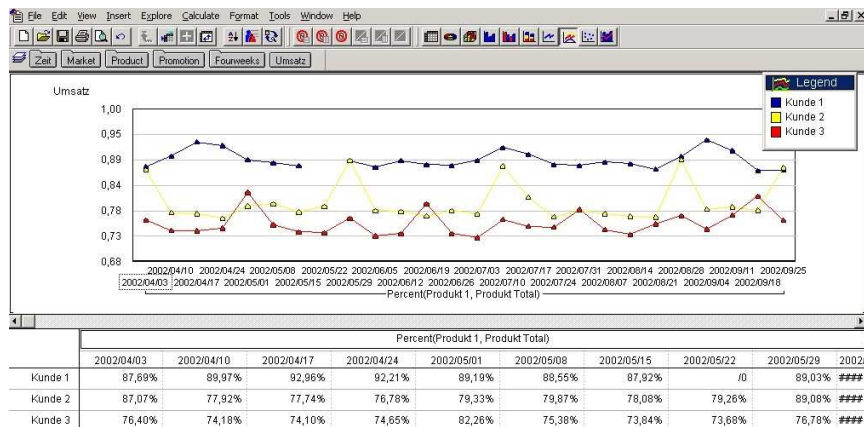 File Edit View Insert Explore Calculate Format Tools Window Help
Zeit Market Product Promotion Fourweeks Umsatz
Legend
Kunde 1
Kunde 2
Kunde 3
Umsatz
1,00
0,95
0,89
0,84
0,78
0,73
0,68
2002/04/10 2002/04/24 2002/05/08 2002/05/22 2002/06/05 2002/06/19 2002/07/03 2002/07/17 2002/07/31 2002/08/14 2002/08/28 2002/09/11 2002/09/25
2002/04/03 2002/04/17 2002/05/01 2002/05/15 2002/05/29 2002/06/12 2002/06/26 2002/07/10 2002/07/24 2002/08/07 2002/08/21 2002/09/04 2002/09/18
Percent(Produkt 1, Produkt Total)
Percent(Produkt 1, Produkt Total)
2002/04/03 2002/04/10 2002/04/17 2002/04/24 2002/05/01 2002/05/08 2002/05/15 2002/05/22 2002/05/29 2002/
Kunde 1 87,69% 89,97% 92,96% 92,21% 89,19% 88,55% 87,92% /0 89,03% ####
Kunde 2 87,07% 77,92% 77,74% 76,78% 79,33% 79,87% 78,08% 79,26% 89,08% ####
Kunde 3 76,40% 74,18% 74,10% 74,65% 82,26% 75,38% 73,84% 73,68% 76,78% ####